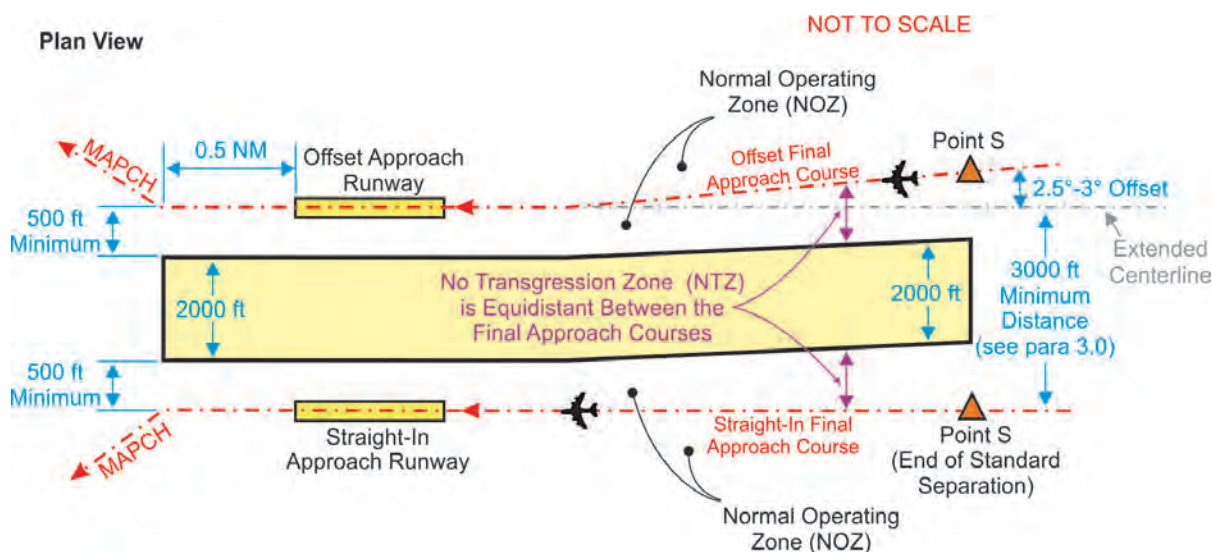 NOT TO SCALE
Plan View
Normal Operating
Zone (NOZ)
MAPCH
0.5 NM
Offset Approach
Runway
Offset Final
Approach Course
Point S
2.5°-3° Offset
500 ft
Minimum
Extended
Centerline
2000 ft
No Transgression Zone (NTZ)
is Equidistant Between the
Final Approach Courses
2000 ft
3000 ft
Minimum
Distance
(see para 3.0)
500 ft
Minimum
MAPCH
Straight-In
Approach Runway
Straight-In Final
Approach Course
Point S
(End of Standard
Separation)
Normal Operating
Zone (NOZ)